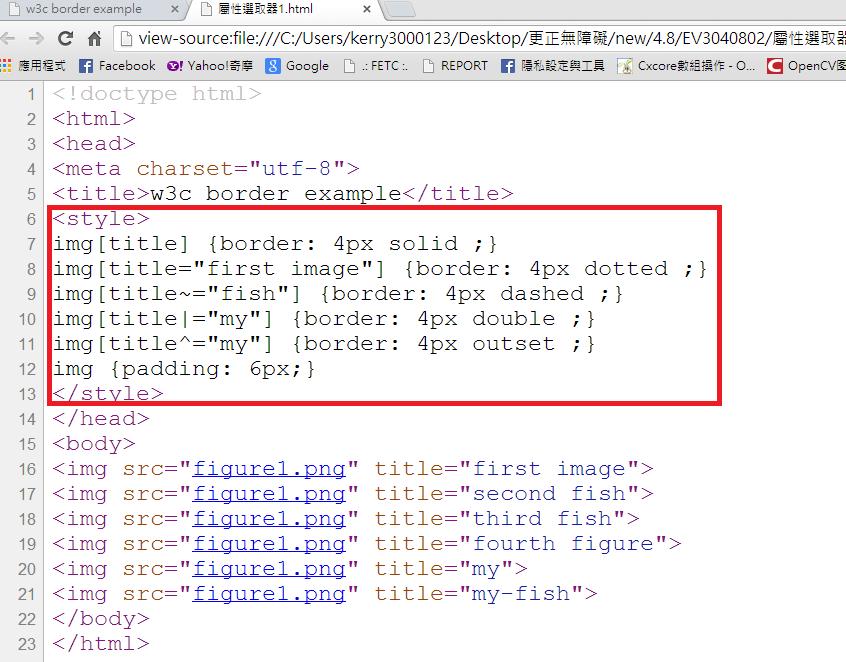 w3c border example
屬性選取器1.html
view-source:file:///C:/Users/kerry3000123/Desktop/更正無障礙/new/4.8/EV3040802/屬性選取器
應用程式 Facebook Yahoo!奇摩 Google .: FETC :. REPORT 隱私設定與工具 Cxcore數組操作 - O... OpenCV函
1 <!doctype html>
2 <html>
3 <head>
4 <meta charset="utf-8">
5 <title>w3c border example</title>
6 <style>
7 img[title] {border: 4px solid ;}
8 img[title="first image"] {border: 4px dotted ;}
9 img[title~="fish"] {border: 4px dashed ;}
10 img[title|="my"] {border: 4px double ;}
11 img[title^="my"] {border: 4px outset ;}
12 img {padding: 6px;}
13 </style>
14 </head>
15 <body>
16 <img src="figure1.png" title="first image">
17 <img src="figure1.png" title="second fish">
18 <img src="figure1.png" title="third fish">
19 <img src="figure1.png" title="fourth figure">
20 <img src="figure1.png" title="my">
21 <img src="figure1.png" title="my-fish">
22 </body>
23 </html>